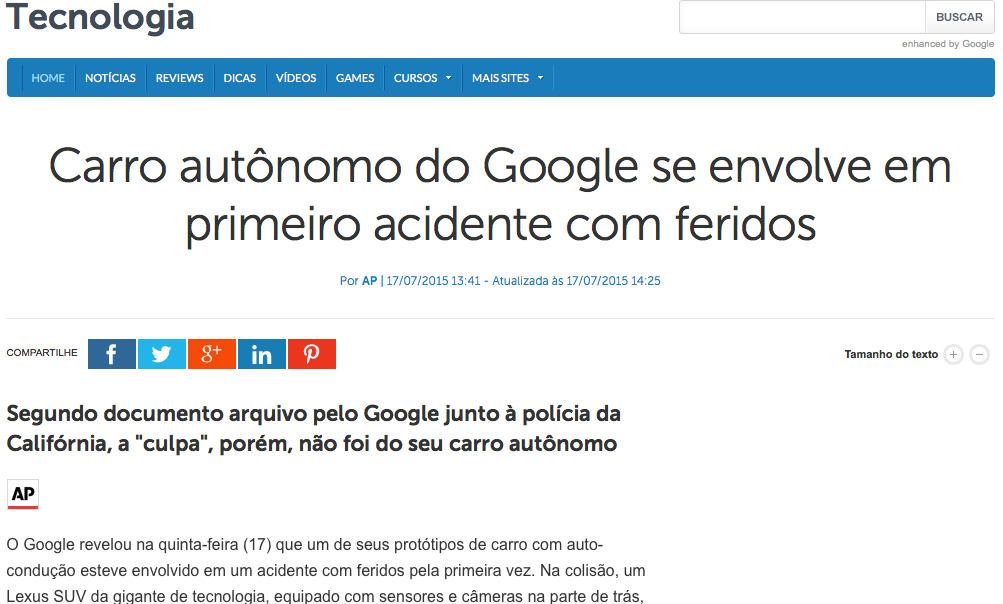 Tecnologia
BUSCAR
enhanced by Google
HOME NOTÍCIAS REVIEWS DICAS VÍDEOS GAMES CURSOS MAIS SITES
Carro autônomo do Google se envolve em
primeiro acidente com feridos
Por AP | 17/07/2015 13:41 - Atualizada às 17/07/2015 14:25
COMPARTILHE f g+ in
Tamanho do texto + −
Segundo documento arquivo pelo Google junto à polícia da
Califórnia, a "culpa", porém, não foi do seu carro autônomo
AP
O Google revelou na quinta-feira (17) que um de seus protótipos de carro com auto-
condução esteve envolvido em um acidente com feridos pela primeira vez. Na colisão, um
Lexus SUV da gigante de tecnologia, equipado com sensores e câmeras na parte de trás,